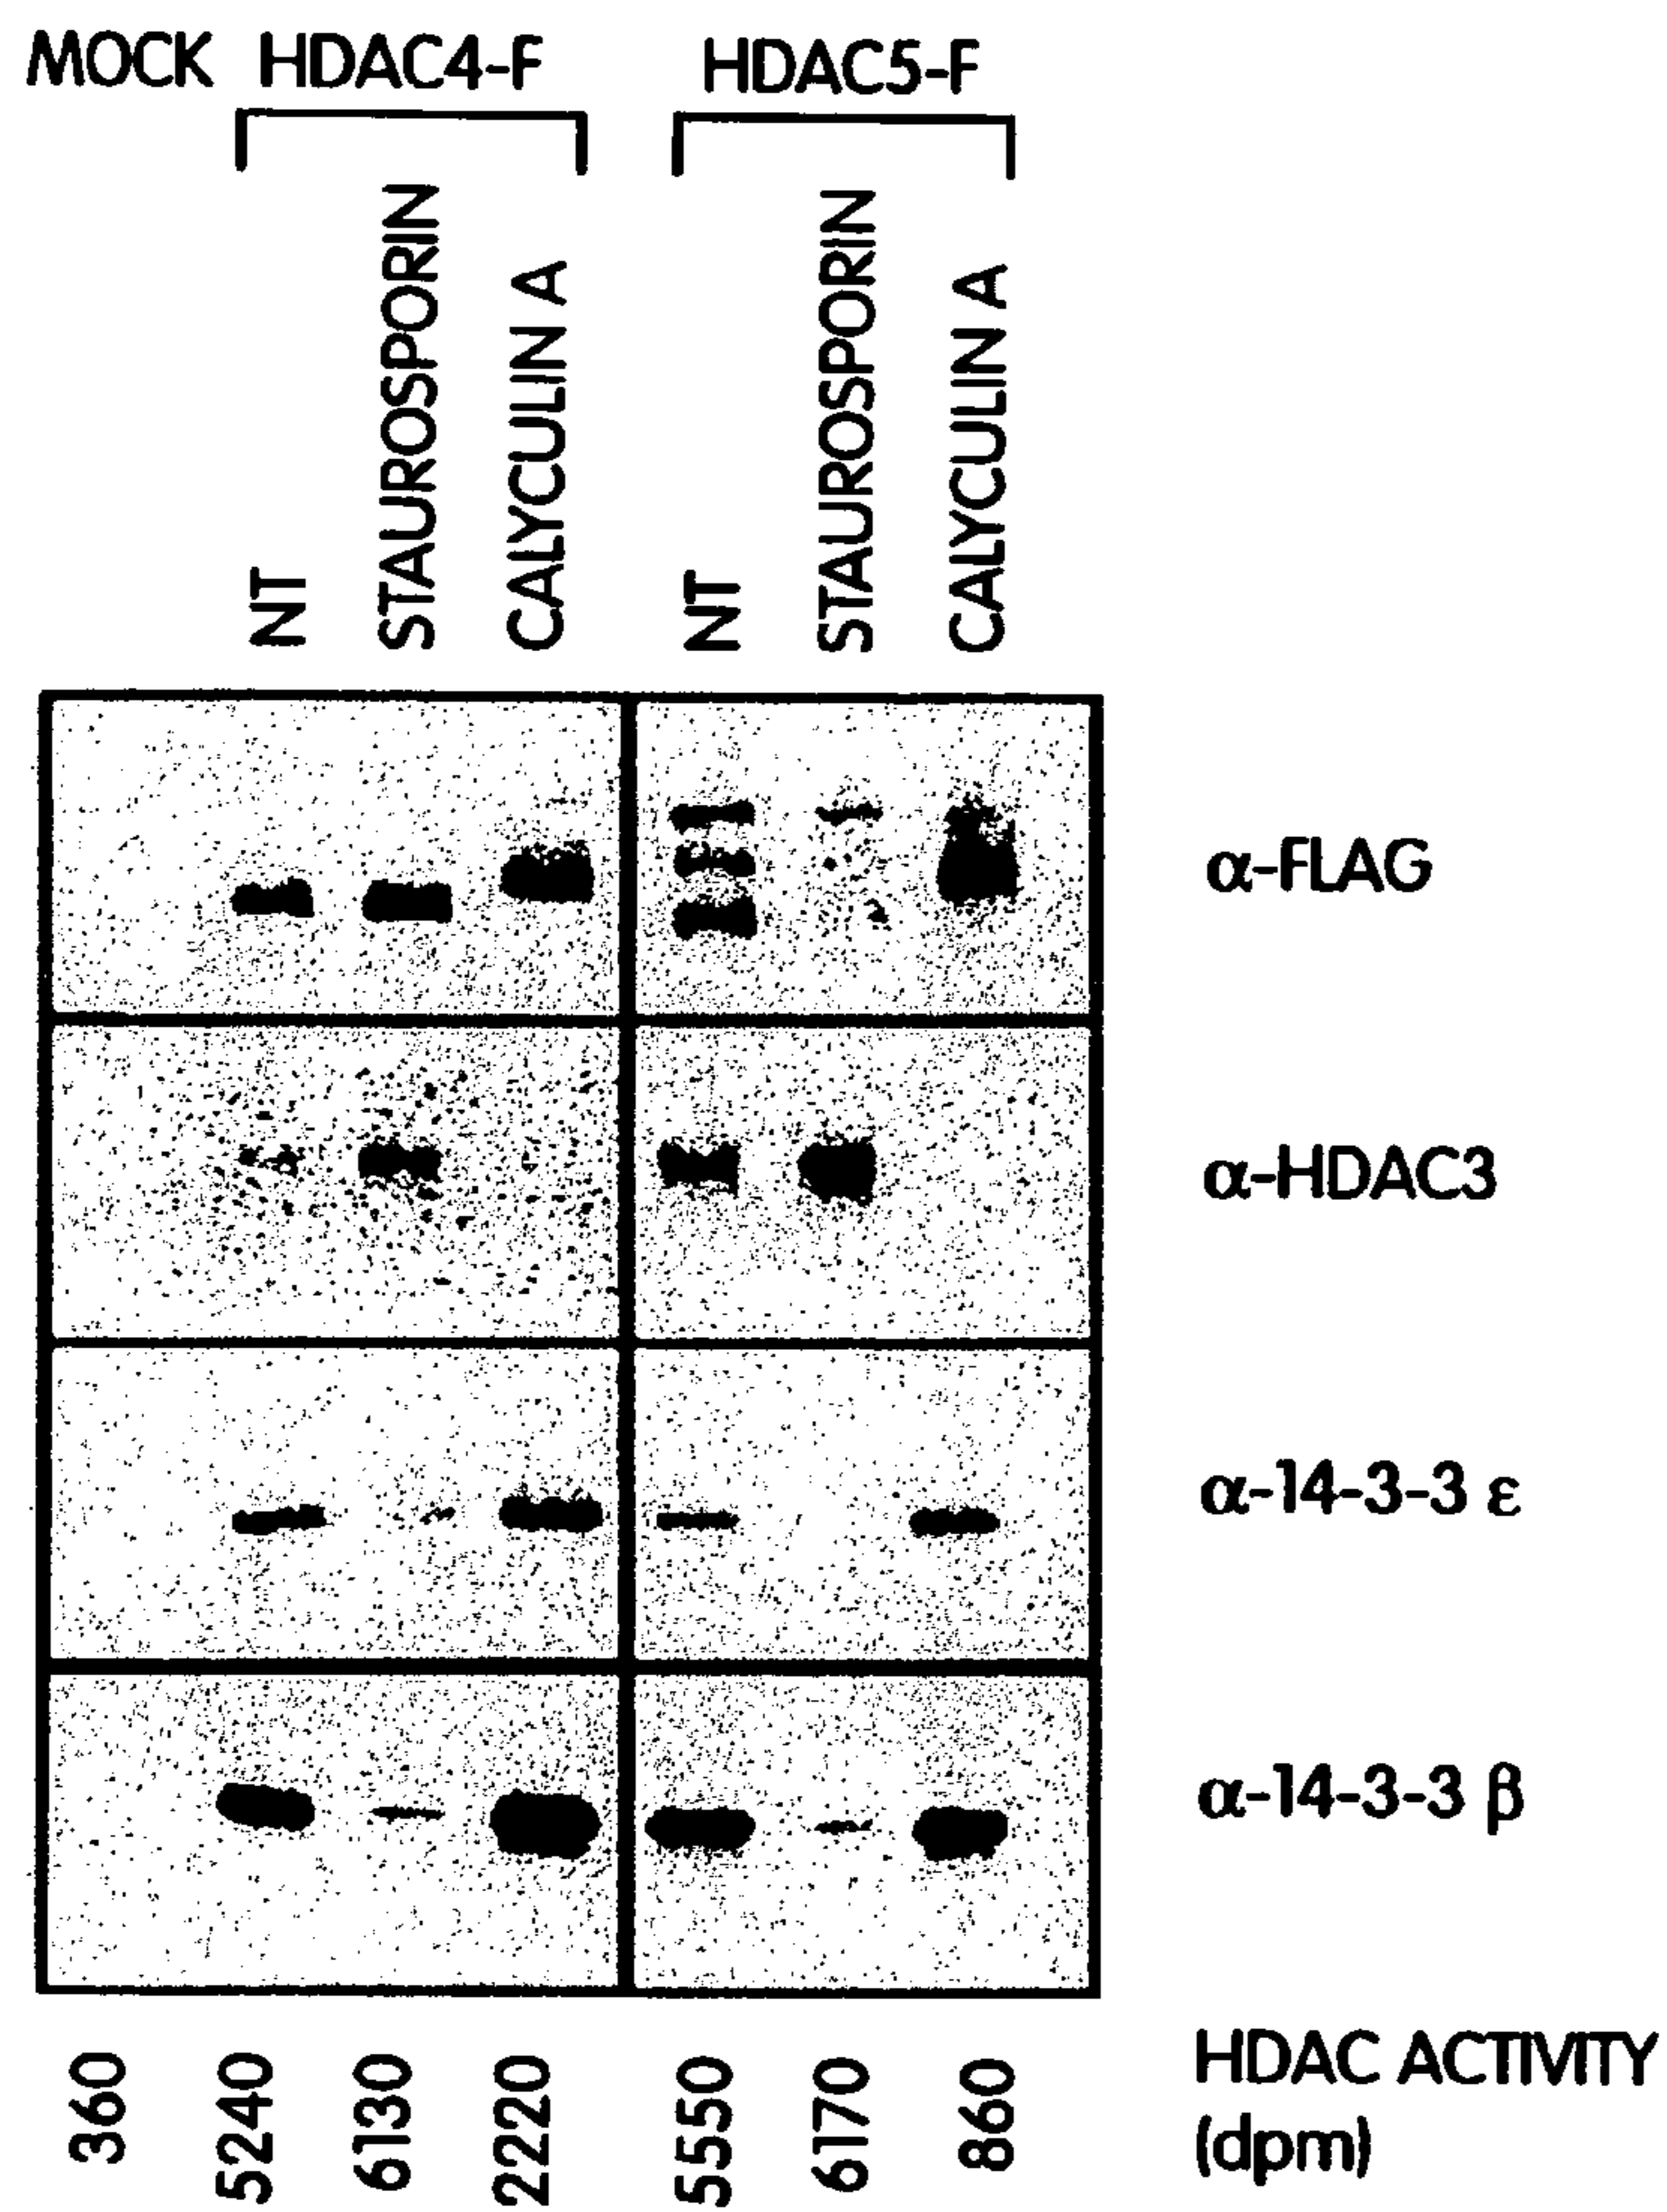 MOCK HDAC4-F HDAC5-F
NT STAUROSPORIN CALYCULIN A NT STAUROSPORIN CALYCULIN A
α-FLAG
α-HDAC3
α-14-3-3 ε
α-14-3-3 β
360 5240 6130 2220 5550 6170 860 HDAC ACTIVITY
(dpm)